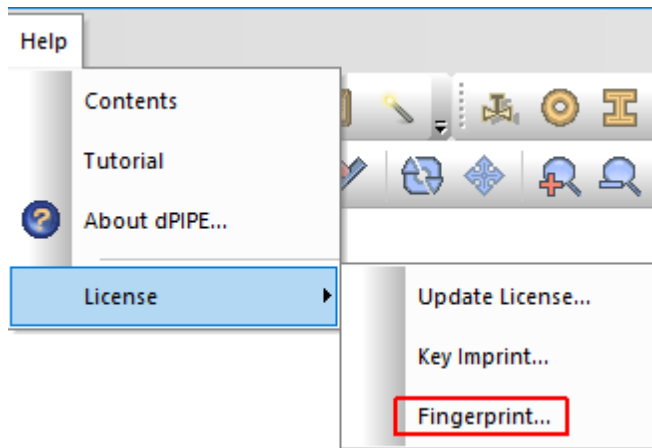 Help
Contents
Tutorial
About dPIPE...
License
Update License...
Key Imprint...
Fingerprint...